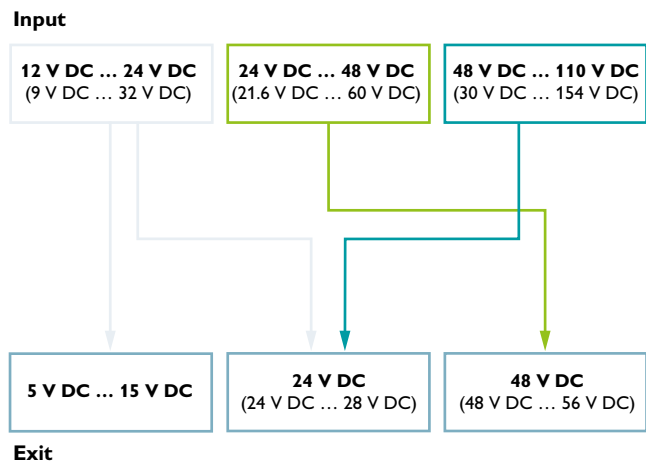 Input
12 V DC … 24 V DC
(9 V DC … 32 V DC)
24 V DC … 48 V DC
(21.6 V DC … 60 V DC)
48 V DC … 110 V DC
(30 V DC … 154 V DC)
5 V DC … 15 V DC
24 V DC
(24 V DC … 28 V DC)
48 V DC
(48 V DC … 56 V DC)
Exit